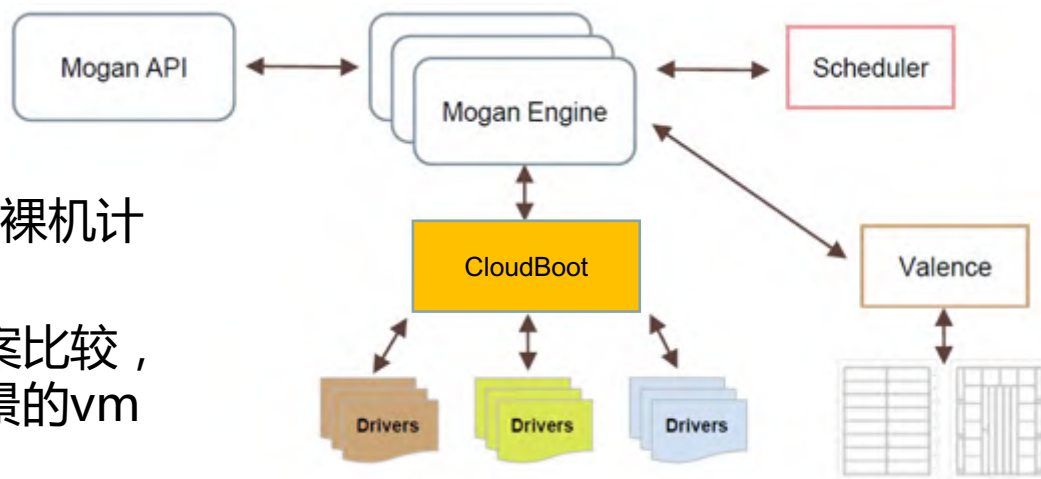 Mogan API
Mogan Engine
Scheduler
裸机计
CloudBoot
Valence
案比较，
景的vm
Drivers
Drivers
Drivers